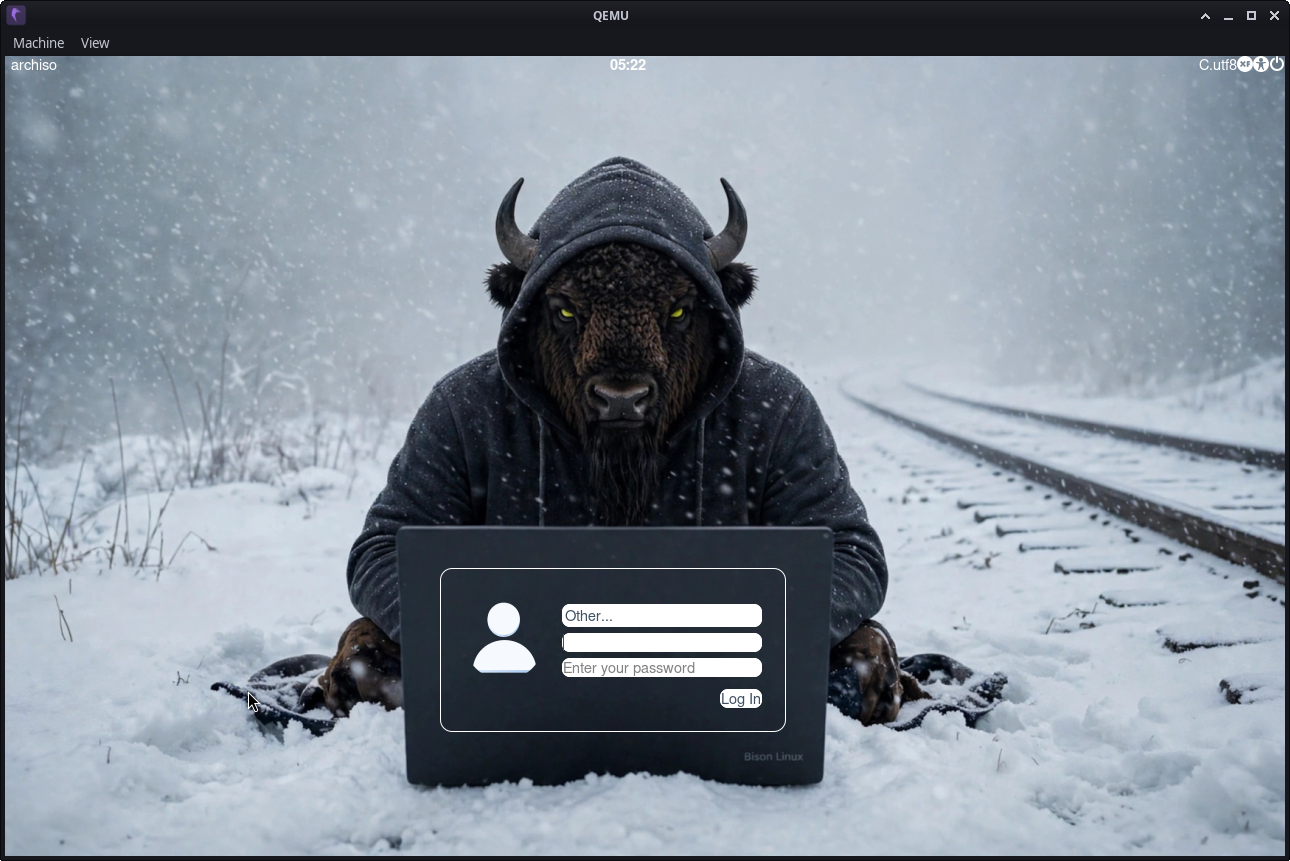 QEMU
Machine View
archiso 05:22 C.utf8
Other...
Enter your password
Log In
Bison Linux